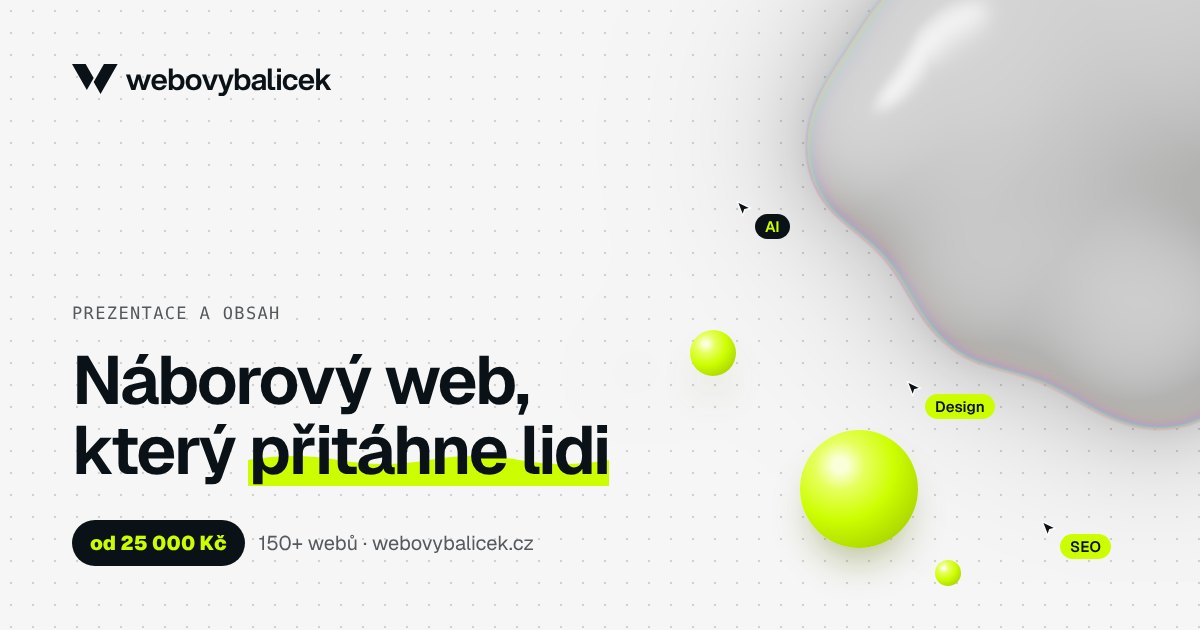 webovybalicek
AI
PREZENTACE A OBSAH
Náborový web,
který přitáhne lidi
Design
od 25 000 Kč
150+ webů · webovybalicek.cz
SEO